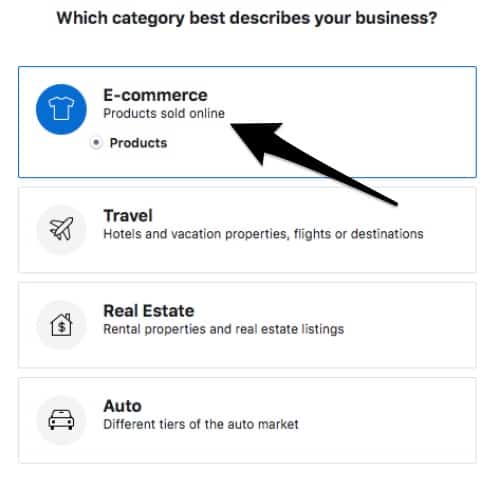 Which category best describes your business?
E-commerce
Products sold online
Products
Travel
Hotels and vacation properties, flights or destinations
Real Estate
Rental properties and real estate listings
Auto
Different tiers of the auto market